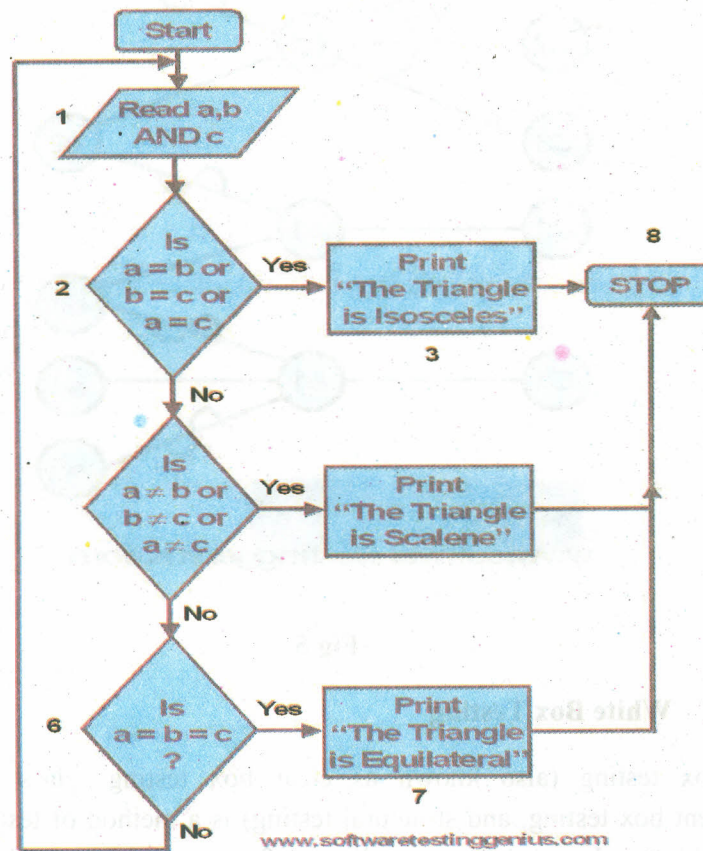 Start
1
Read a,b
AND c
2
Is
a = b or
b = c or
a = c
Yes
Print
"The Triangle
is Isosceles"
3
8
STOP
No
Is
a ≠ b or
b ≠ c or
a ≠ c
Yes
Print
"The Triangle
is Scalene"
No
6
Is
a = b = c
?
Yes
Print
"The Triangle
is Equilateral"
7
No
www.softwaretestinggenius.com